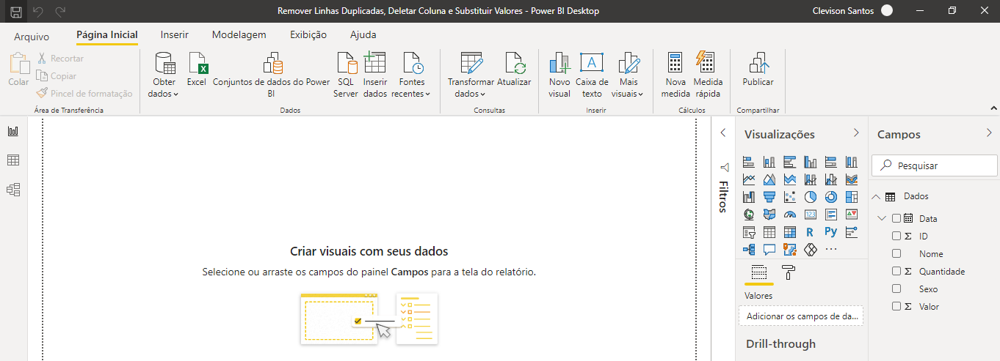 Remover Linhas Duplicadas, Deletar Coluna e Substituir Valores - Power BI Desktop
Clevison Santos
Arquivo
Página Inicial
Inserir
Modelagem
Exibição
Ajuda
Colar
Recortar
Copiar
Pincel de formatação
Área de Transferência
Obter
dados
Excel
Conjuntos de dados do Power
BI
SQL
Server
Inserir
dados
Fontes
recentes
Dados
Transformar
dados
Atualizar
Consultas
Novo
visual
Caixa de
texto
Mais
visuais
Inserir
Nova
medida
Medida
rápida
Cálculos
Publicar
Compartilhar
Criar visuais com seus dados
Selecione ou arraste os campos do painel Campos para a tela do relatório.
Filtros
Visualizações
123
R
Py
Valores
Adicionar os campos de da...
Drill-through
Campos
Pesquisar
Dados
Data
Σ ID
Nome
Σ Quantidade
Sexo
Σ Valor